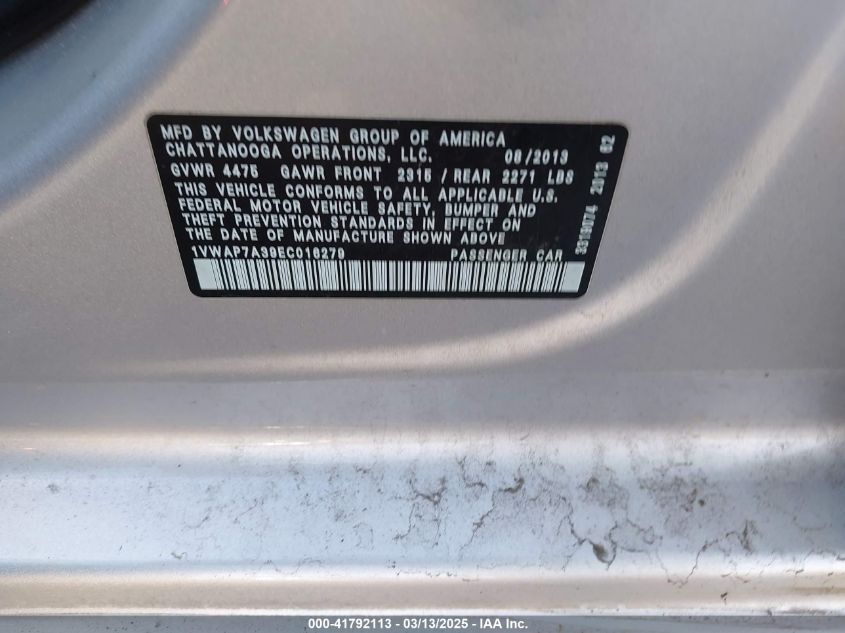 MFD BY VOLKSWAGEN GROUP OF AMERICA
CHATTANOOGA OPERATIONS, LLC. 08/2013
GVWR 4475 GAWR FRONT 2315 / REAR 2271 LBS
THIS VEHICLE CONFORMS TO ALL APPLICABLE U.S.
FEDERAL MOTOR VEHICLE SAFETY, BUMPER AND
THEFT PREVENTION STANDARDS IN EFFECT ON
THE DATE OF MANUFACTURE SHOWN ABOVE
1VWAP7A39EC016279 PASSENGER CAR
3319074 2013 62
000-41792113 - 03/13/2025 - IAA Inc.